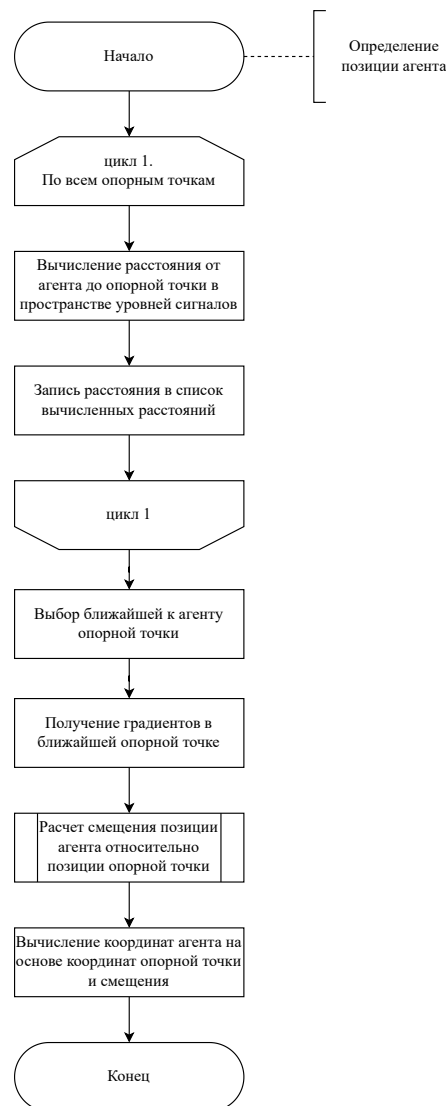 Начало
Определение
позиции агента
цикл 1.
По всем опорным точкам
Вычисление расстояния от
агента до опорной точки в
пространстве уровней сигналов
Запись расстояния в список
вычисленных расстояний
цикл 1
Выбор ближайшей к агенту
опорной точки
Получение градиентов в
ближайшей опорной точке
Расчет смещения позиции
агента относительно
позиции опорной точки
Вычисление координат агента на
основе координат опорной точки
и смещения
Конец